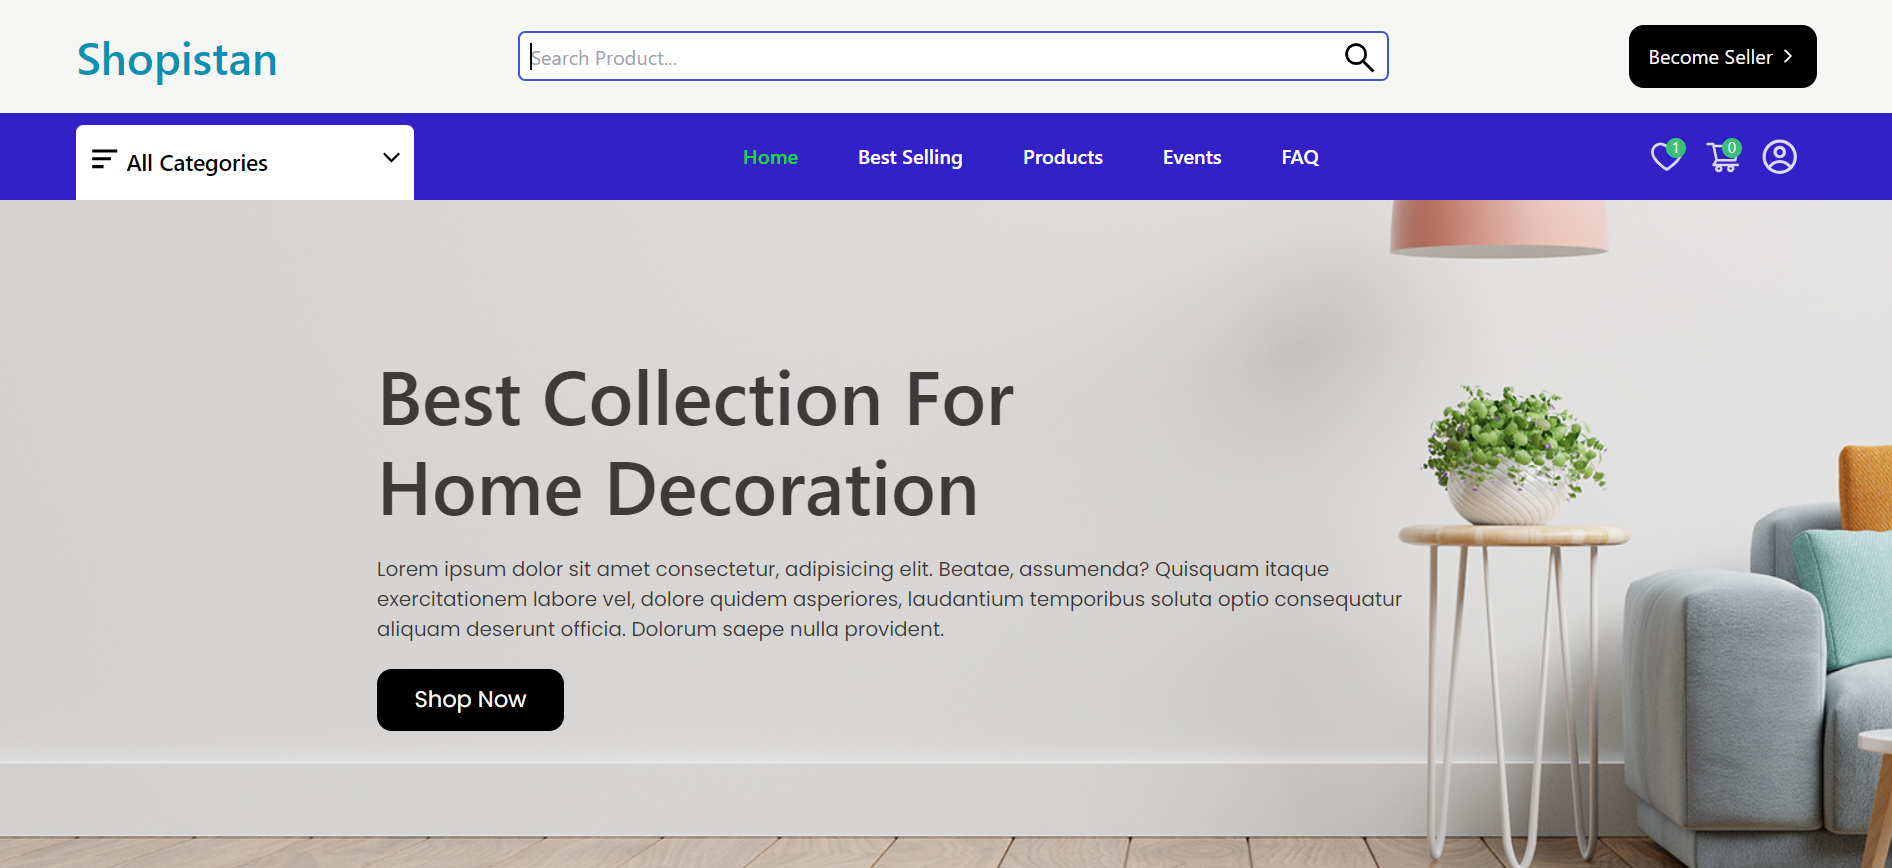 Shopistan
Search Product...
Become Seller
All Categories
Home
Best Selling
Products
Events
FAQ
1
0
Best Collection For
Home Decoration
Lorem ipsum dolor sit amet consectetur, adipisicing elit. Beatae, assumenda? Quisquam itaque
exercitationem labore vel, dolore quidem asperiores, laudantium temporibus soluta optio consequatur
aliquam deserunt officia. Dolorum saepe nulla provident.
Shop Now